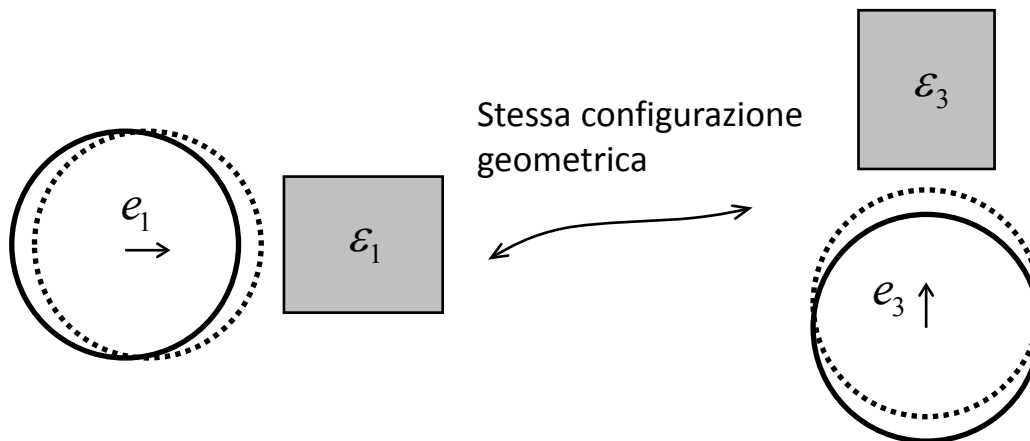 ε₃
Stessa configurazione
geometrica
e₁
ε₁
e₃